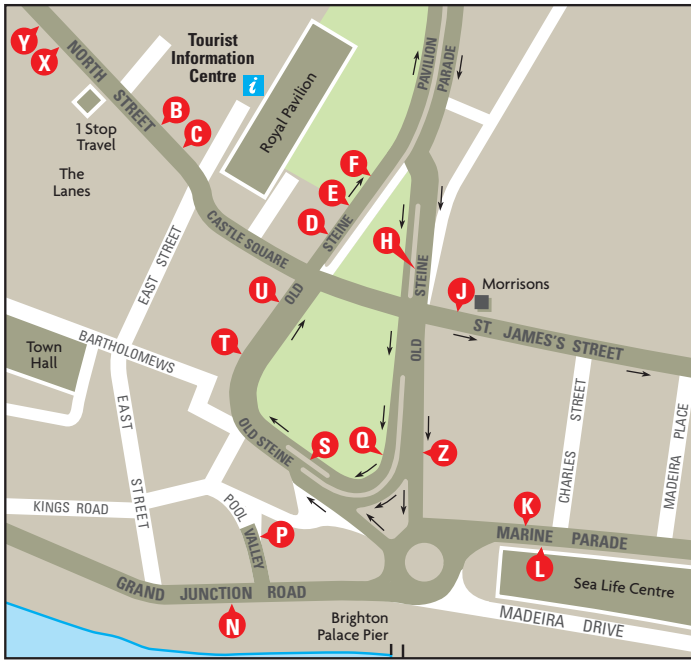 Y
X
NORTH
STREET
Tourist
Information
Centre
i
Royal Pavilion
PAVILION
PARADE
B
C
1 Stop
Travel
The
Lanes
F
E
D
STEINE
OLD
H
STEINE
OLD
CASTLE SQUARE
EAST STREET
U
J
Morrisons
ST. JAMES'S STREET
T
BARTHOLOMEWS
Town
Hall
EAST
STREET
OLD STEINE
S
Q
Z
CHARLES STREET
MADEIRA PLACE
KINGS ROAD
POOL VALLEY
P
K
MARINE PARADE
L
Sea Life Centre
GRAND JUNCTION ROAD
N
MADEIRA DRIVE
Brighton
Palace Pier